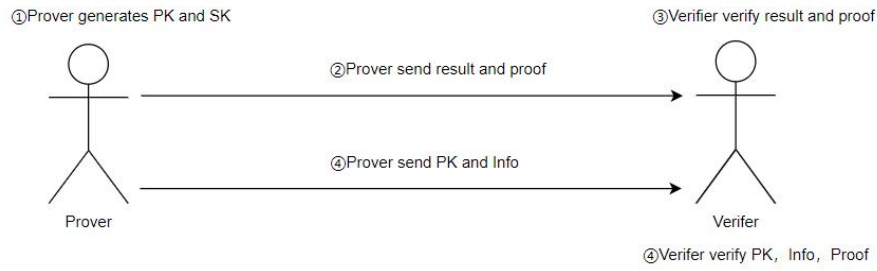 ①Prover generates PK and SK
③Verifier verify result and proof
②Prover send result and proof
④Prover send PK and Info
Prover
Verifer
④Verifer verify PK，Info，Proof